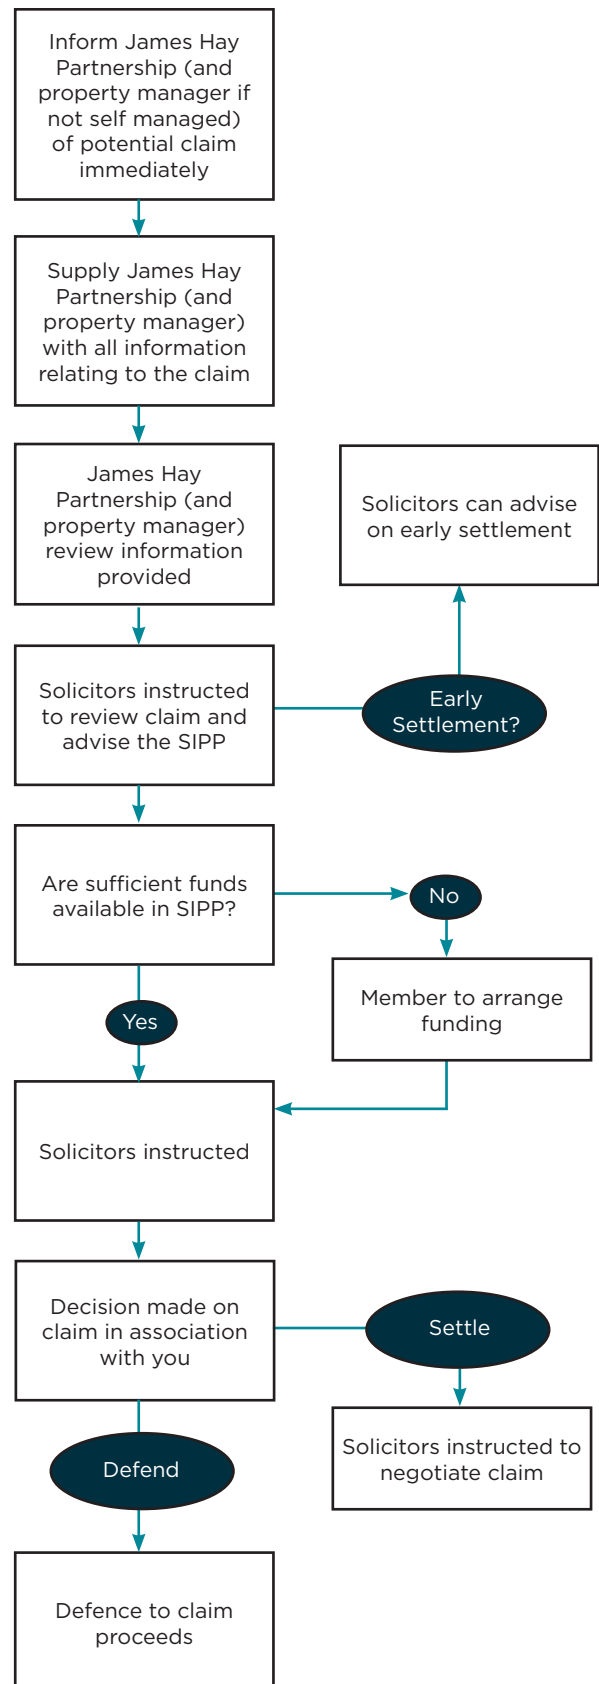 Inform James Hay
Partnership (and
property manager if
not self managed)
of potential claim
immediately
Supply James Hay
Partnership (and
property manager)
with all information
relating to the claim
James Hay
Partnership (and
property manager)
review information
provided
Solicitors can advise
on early settlement
Solicitors instructed
to review claim and
advise the SIPP
Early
Settlement?
Are sufficient funds
available in SIPP?
No
Member to arrange
funding
Yes
Solicitors instructed
Decision made on
claim in association
with you
Settle
Solicitors instructed to
negotiate claim
Defend
Defence to claim
proceeds